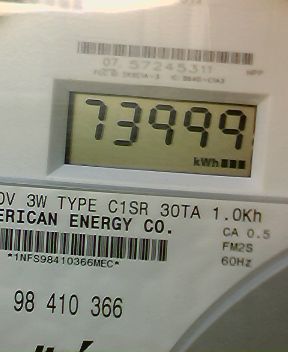 07 57245311
73999
kWh
0V 3W TYPE C1SR 30TA 1.0Kh
ERICAN ENERGY CO.
CA 0.5
FM2S
*1NFS98410366MEC*
60Hz
98 410 366